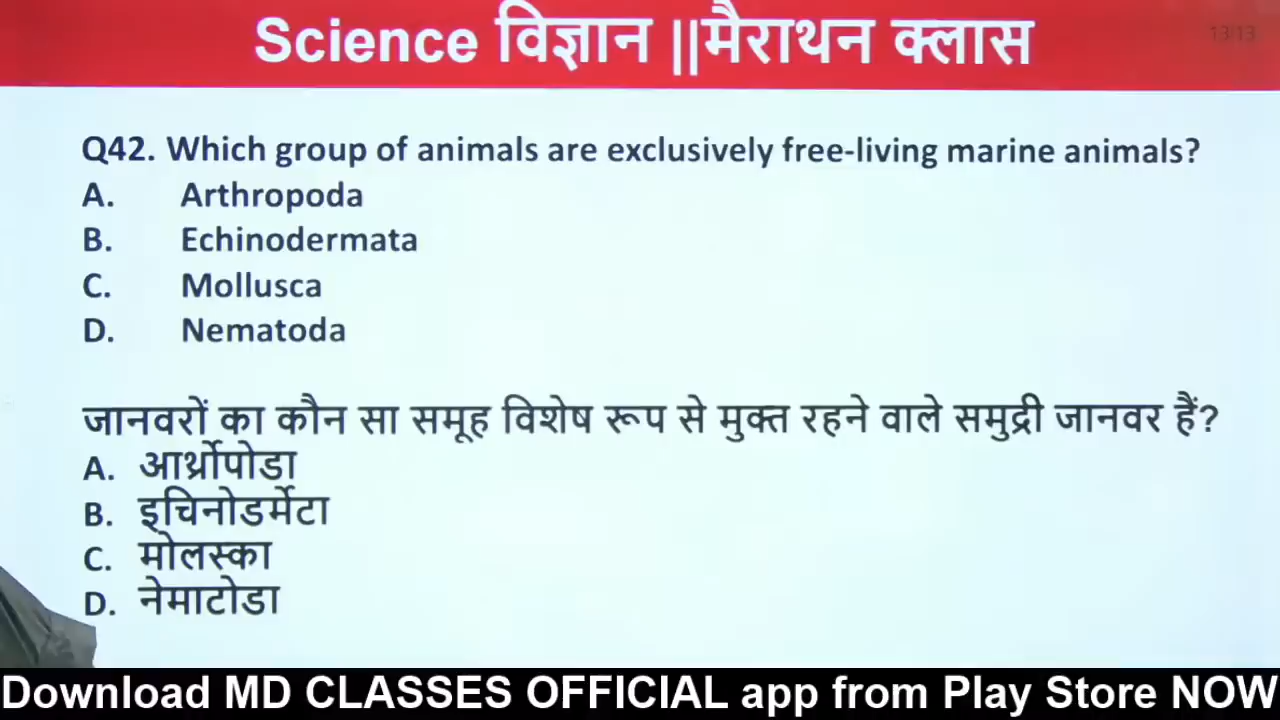 Science विज्ञान ||मैराथन क्लास
13:13
Q42. Which group of animals are exclusively free-living marine animals?
A. Arthropoda
B. Echinodermata
C. Mollusca
D. Nematoda
जानवरों का कौन सा समूह विशेष रूप से मुक्त रहने वाले समुद्री जानवर हैं?
A. आर्थ्रोपोडा
B. इचिनोडर्मेटा
C. मोलस्का
D. नेमाटोडा
Download MD CLASSES OFFICIAL app from Play Store NOW